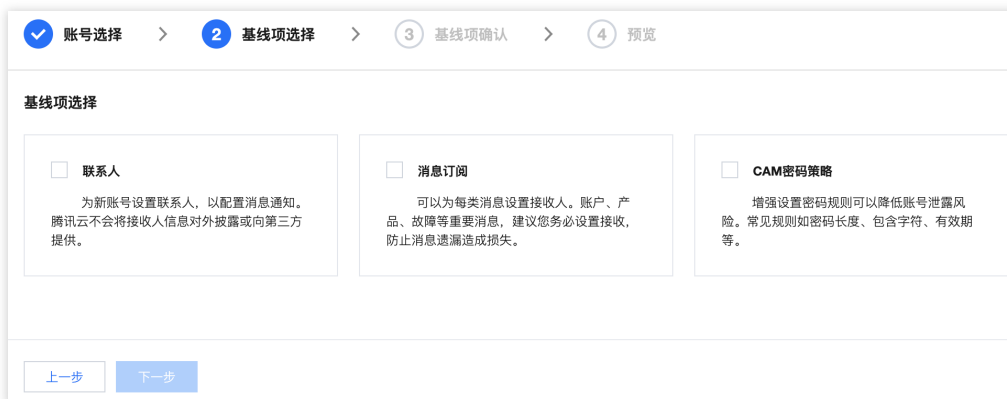 账号选择 > 2 基线项选择 > 3 基线项确认 > 4 预览
基线项选择
联系人
为新账号设置联系人，以配置消息通知。
腾讯云不会将接收人信息对外披露或向第三方
提供。
消息订阅
可以为每类消息设置接收人。账户、产
品、故障等重要消息，建议您务必设置接收，
防止消息遗漏造成损失。
CAM密码策略
增强设置密码规则可以降低账号泄露风
险。常见规则如密码长度、包含字符、有效期
等。
上一步 下一步